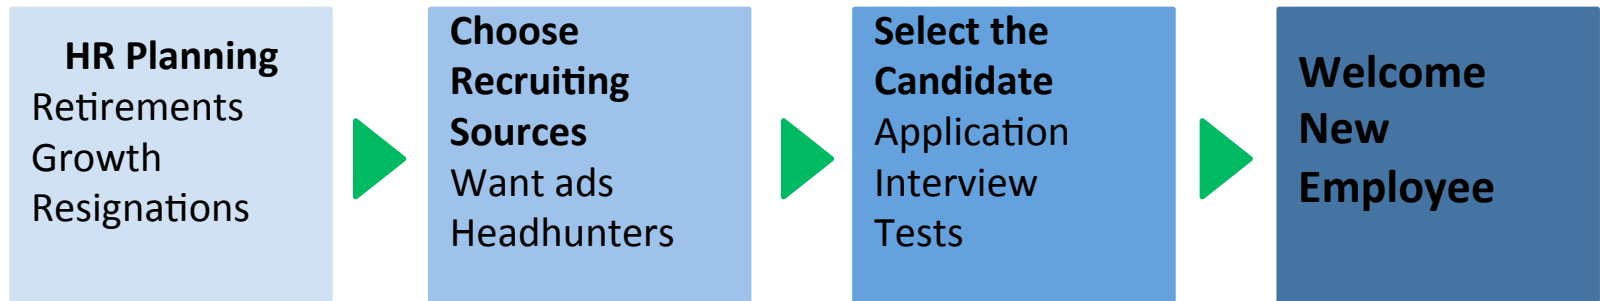 HR Planning
Retirements
Growth
Resignations
Choose
Recruiting
Sources
Want ads
Headhunters
Select the
Candidate
Application
Interview
Tests
Welcome
New
Employee